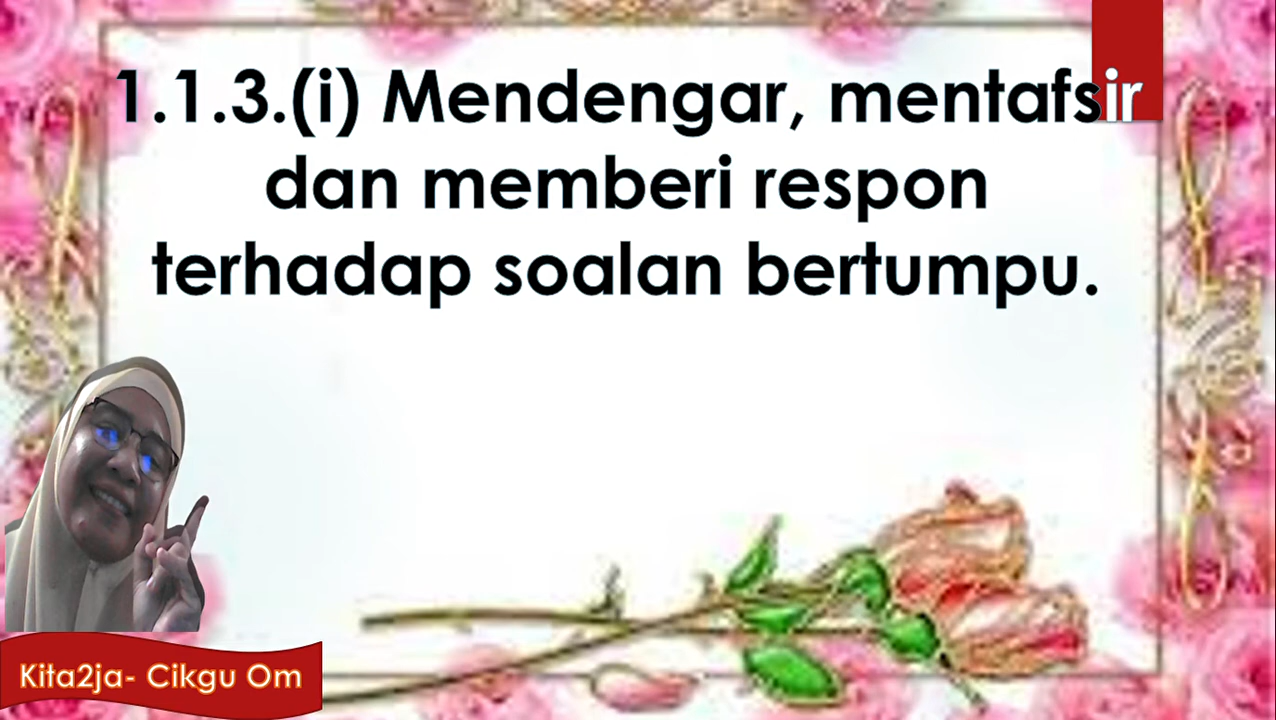 1.1.3.(i) Mendengar, mentafsir
dan memberi respon
terhadap soalan bertumpu.
Kita2ja- Cikgu Om